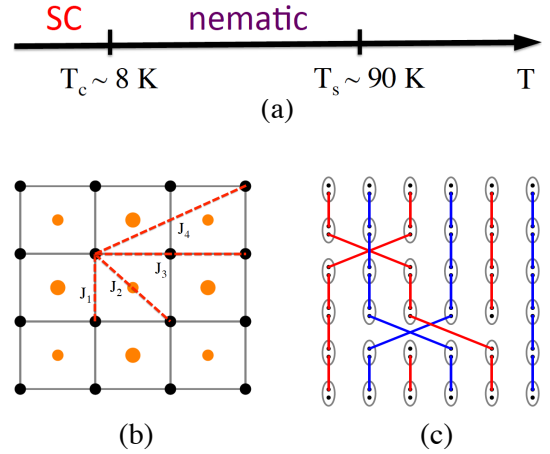 SC nematic
T_c ~ 8 K T_s ~ 90 K T
(a)
J_4
J_3
J_1 J_2
(b) (c)